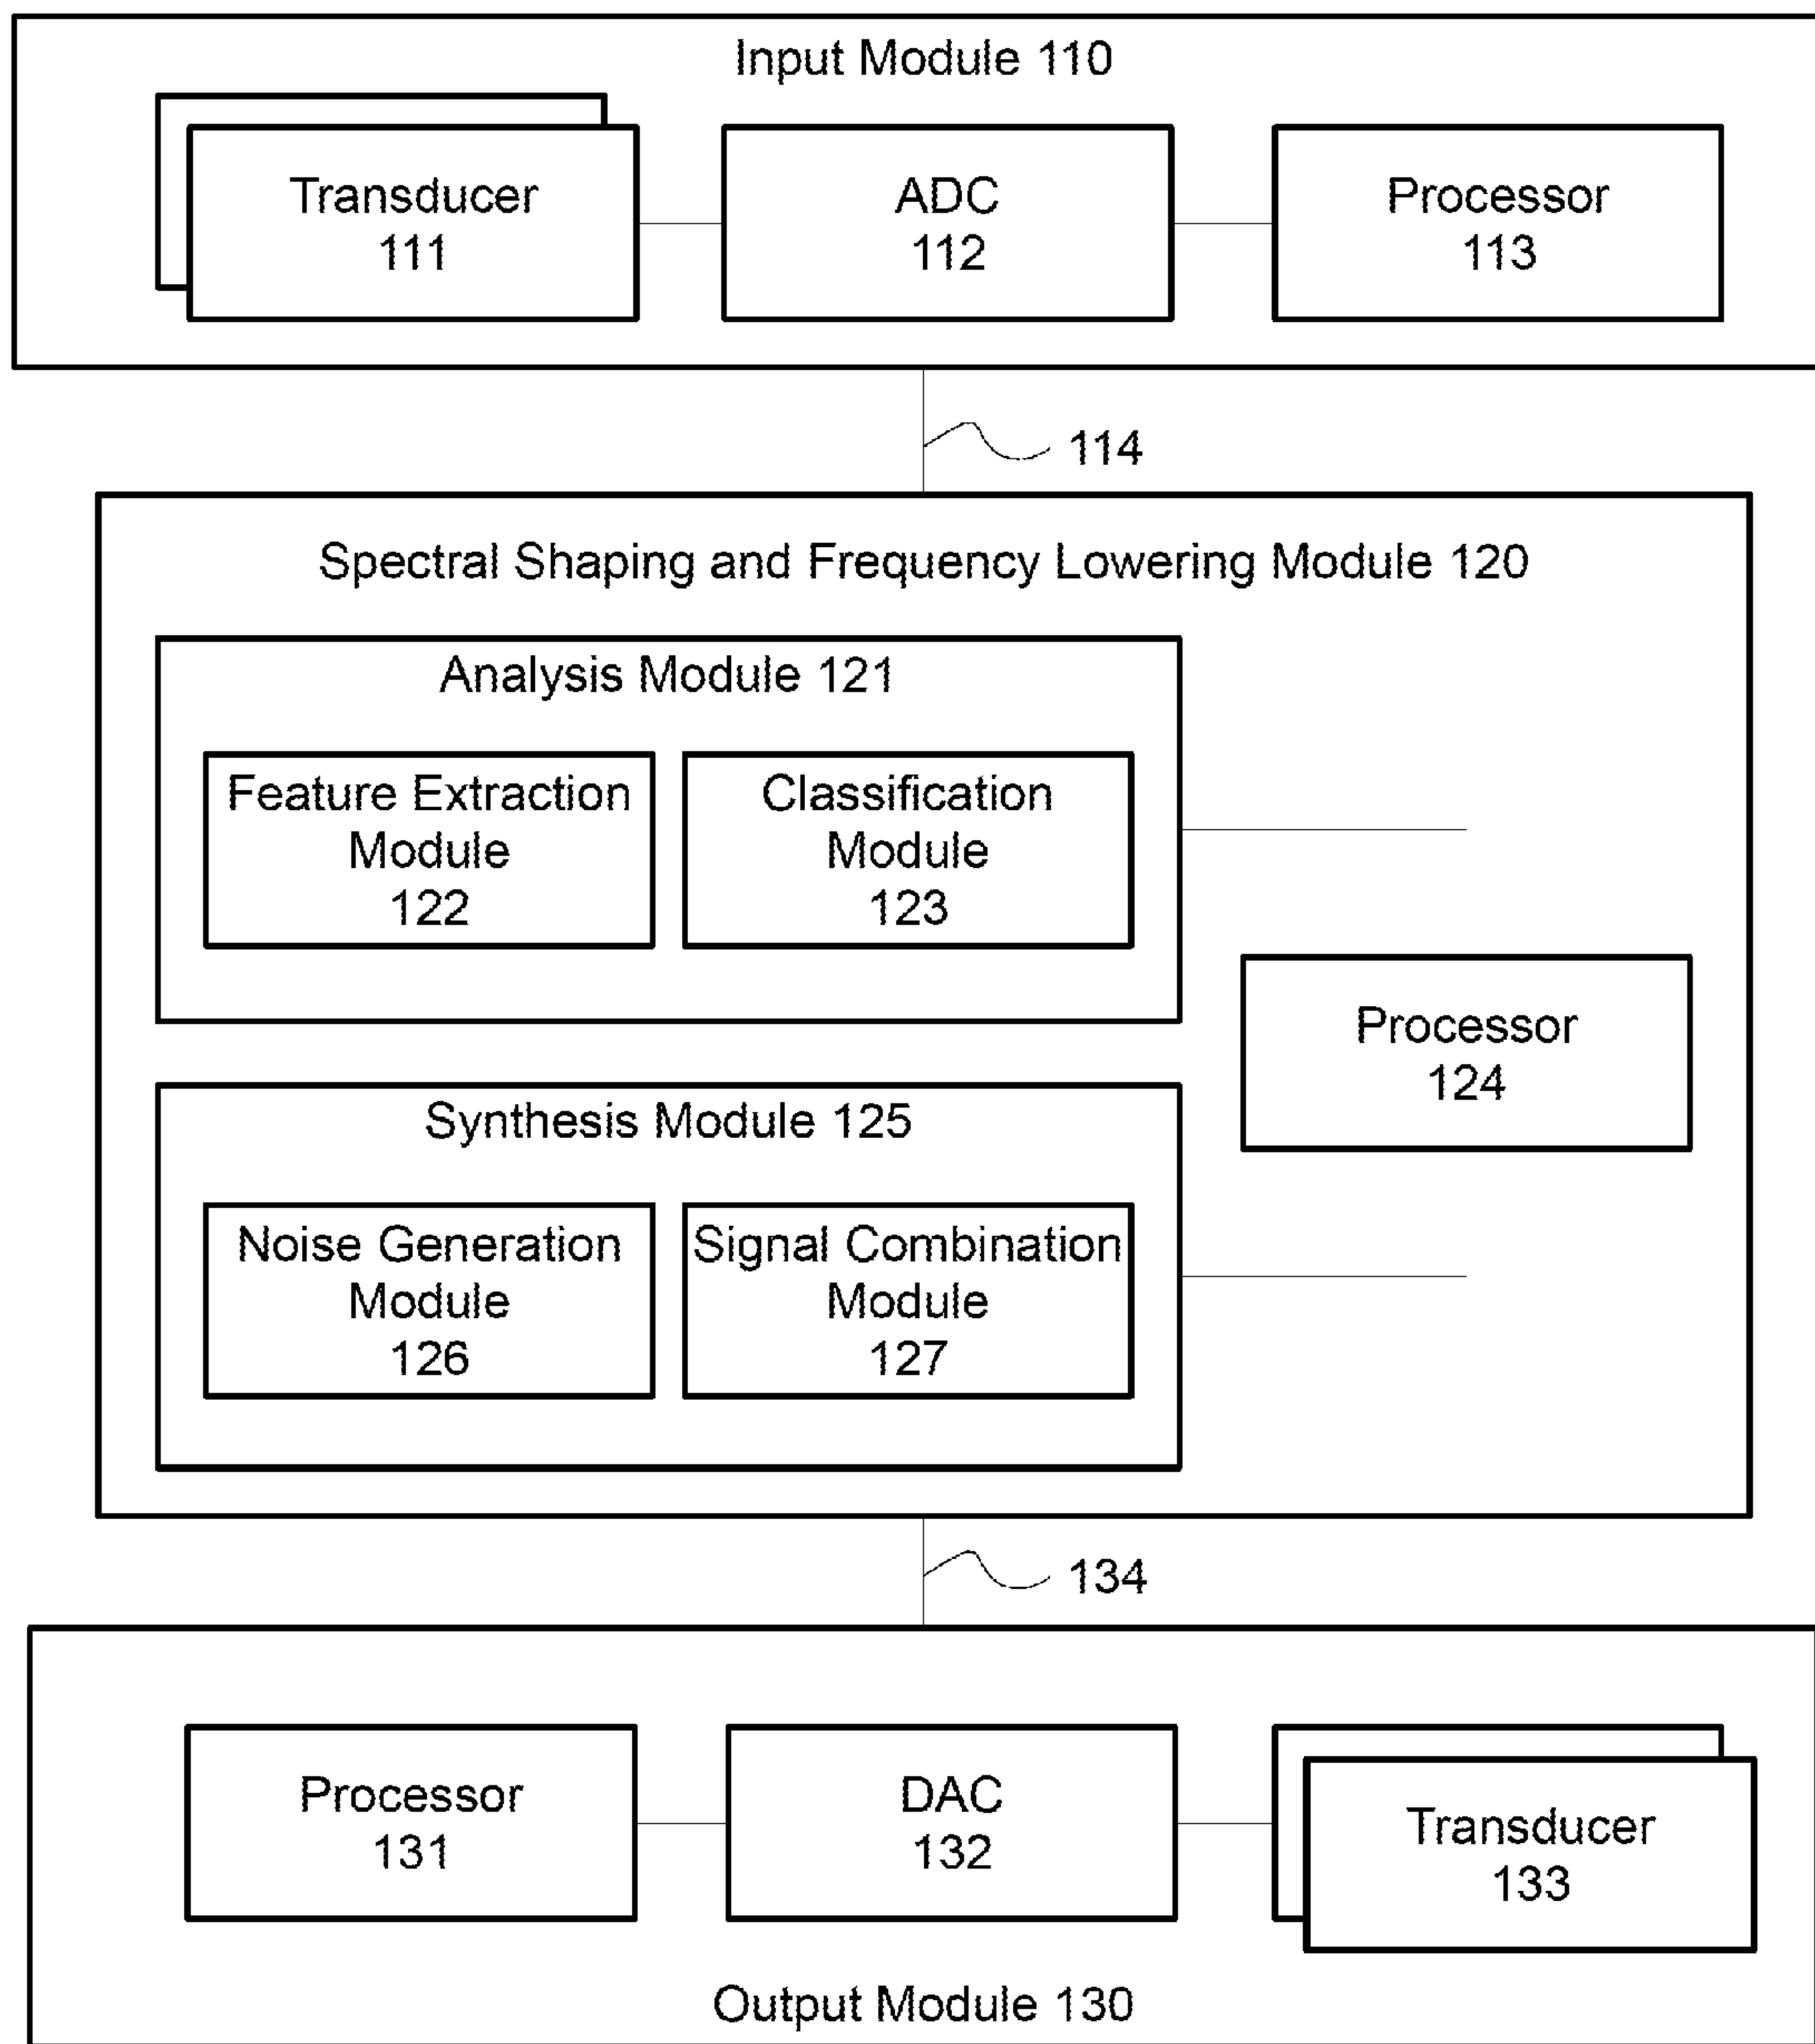 Input Module 110
Transducer
111
ADC
112
Processor
113
114
Spectral Shaping and Frequency Lowering Module 120
Analysis Module 121
Feature Extraction
Module
122
Classification
Module
123
Processor
124
Synthesis Module 125
Noise Generation
Module
126
Signal Combination
Module
127
134
Processor
131
DAC
132
Transducer
133
Output Module 130